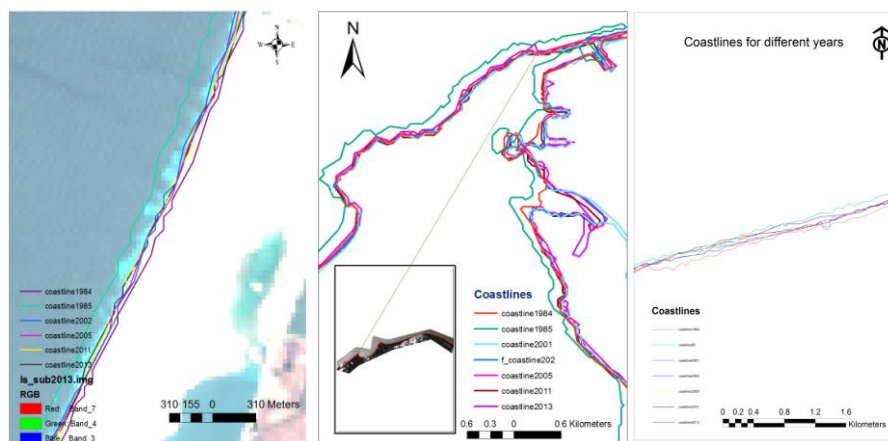 N
W E
S
coastline1984
coastline1985
coastline2002
coastline2005
coastline2011
coastline2013
ls_sub2013.img
RGB
Red: Band_7
Green: Band_4
Blue: Band_3
310 155 0 310 Meters
N
Coastlines
coastline1984
coastline1985
coastline2001
f_coastline202
coastline2005
coastline2011
coastline2013
0.6 0.3 0 0.6 Kilometers
Coastlines for different years
N
Coastlines
0 0.2 0.4 0.8 1.2 1.6
Kilometers